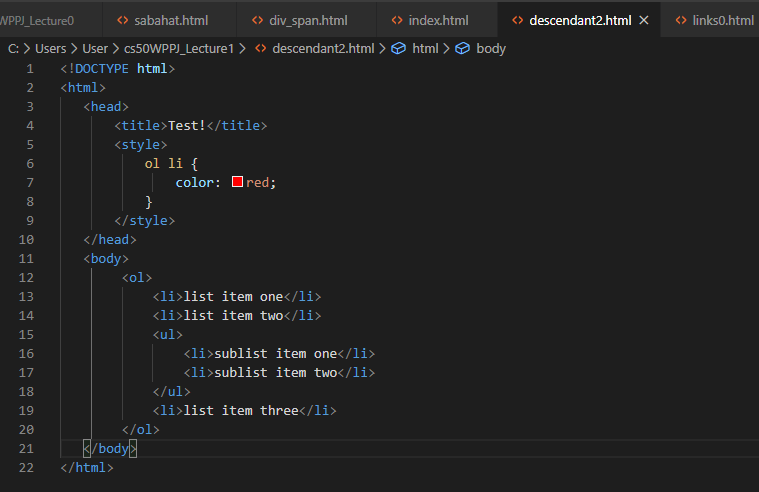 WPPJ_Lecture0 sabahat.html div_span.html index.html descendant2.html links0.html
C: > Users > User > cs50WPPJ_Lecture1 > descendant2.html > html > body
1 <!DOCTYPE html>
2 <html>
3 <head>
4 <title>Test!</title>
5 <style>
6 ol li {
7 color: red;
8 }
9 </style>
10 </head>
11 <body>
12 <ol>
13 <li>list item one</li>
14 <li>list item two</li>
15 <ul>
16 <li>sublist item one</li>
17 <li>sublist item two</li>
18 </ul>
19 <li>list item three</li>
20 </ol>
21 </body>
22 </html>